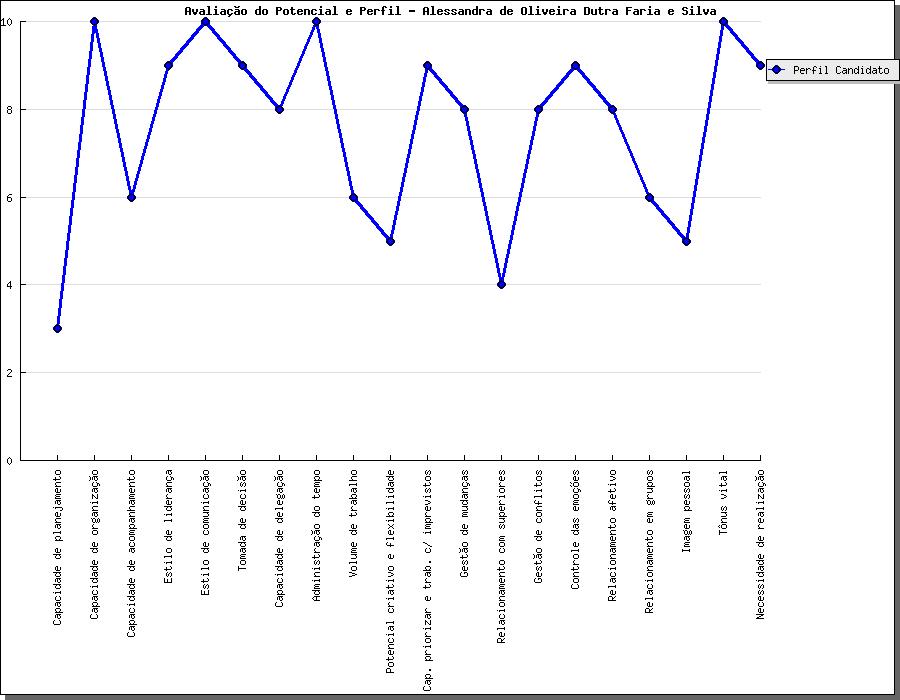 Avaliação do Potencial e Perfil - Alessandra de Oliveira Dutra Faria e Silva
10
8
6
4
2
0
Perfil Candidato
Capacidade de planejamento
Capacidade de organização
Capacidade de acompanhamento
Estilo de liderança
Estilo de comunicação
Tomada de decisão
Capacidade de delegação
Administração do tempo
Volume de trabalho
Potencial criativo e flexibilidade
Cap. priorizar e trab. c/ imprevistos
Gestão de mudanças
Relacionamento com superiores
Gestão de conflitos
Controle das emoções
Relacionamento afetivo
Relacionamento em grupos
Imagem pessoal
Tônus vital
Necessidade de realização